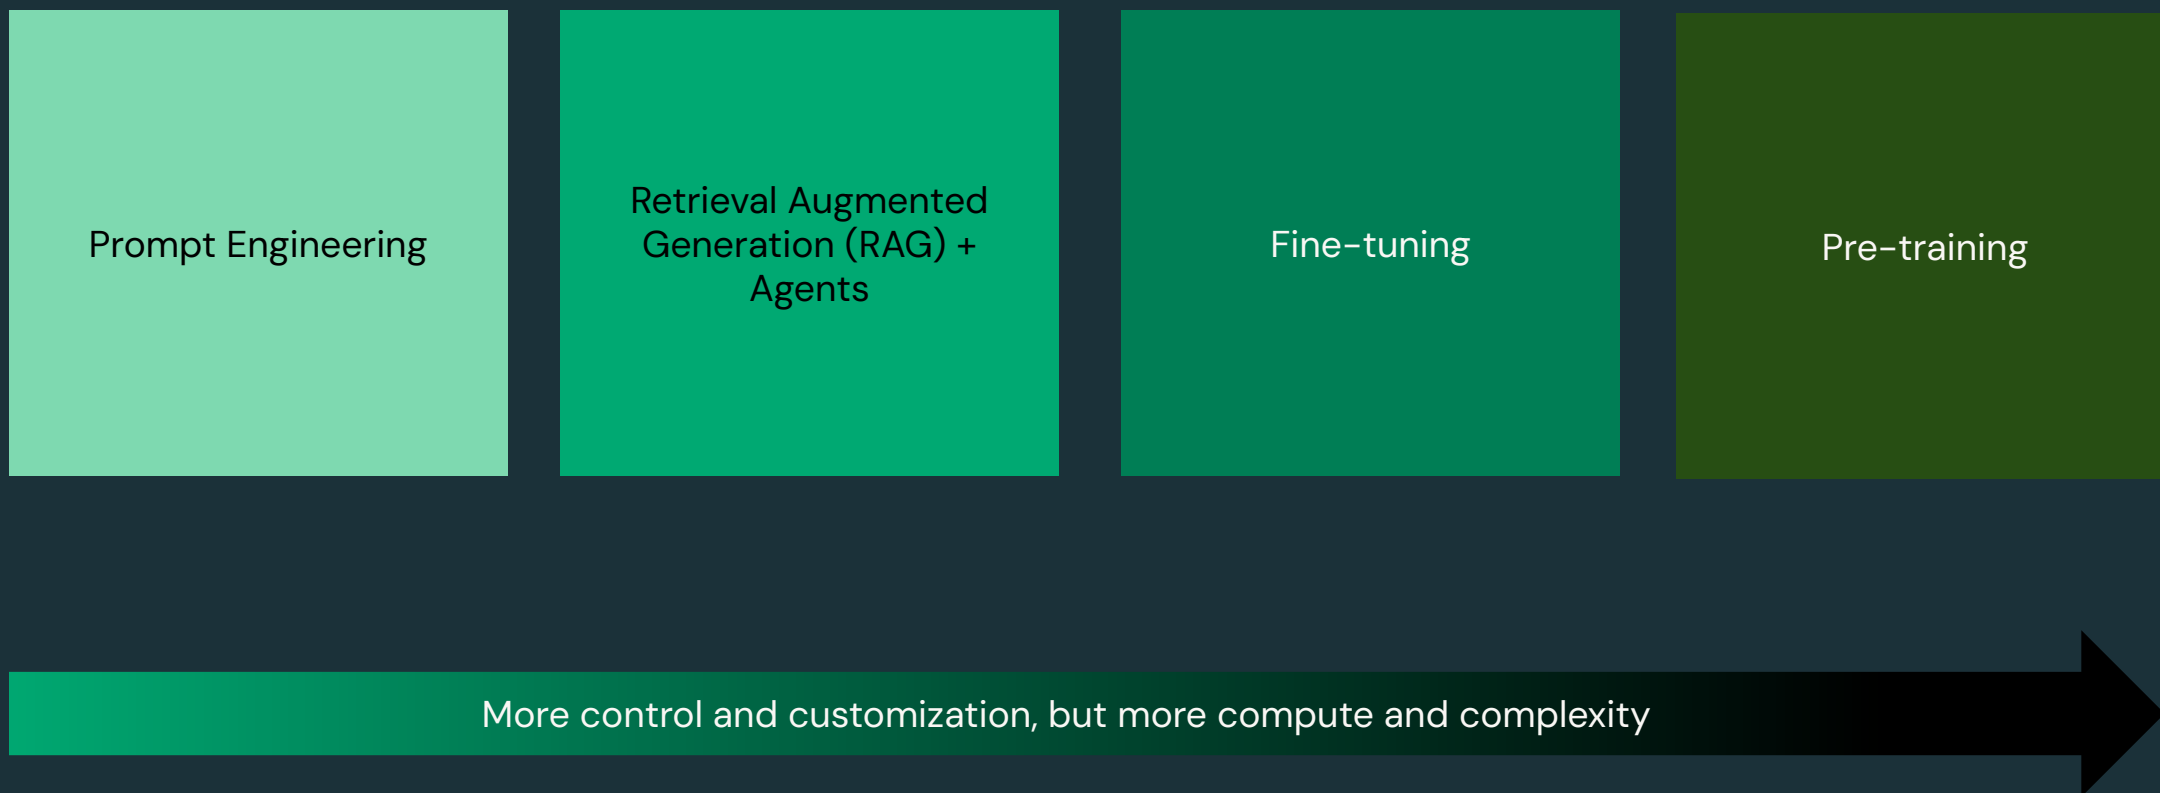 Prompt Engineering
Retrieval Augmented
Generation (RAG) +
Agents
Fine-tuning
Pre-training
More control and customization, but more compute and complexity